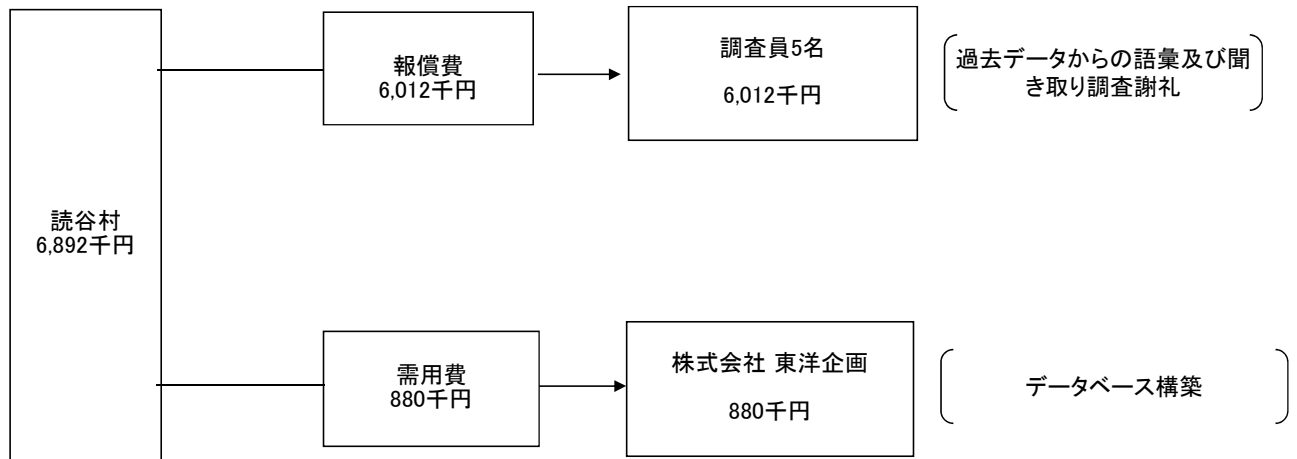 読谷村
6,892千円
報償費
6,012千円
調査員5名
6,012千円
過去データからの語彙及び聞
き取り調査謝礼
需用費
880千円
株式会社 東洋企画
880千円
データベース構築